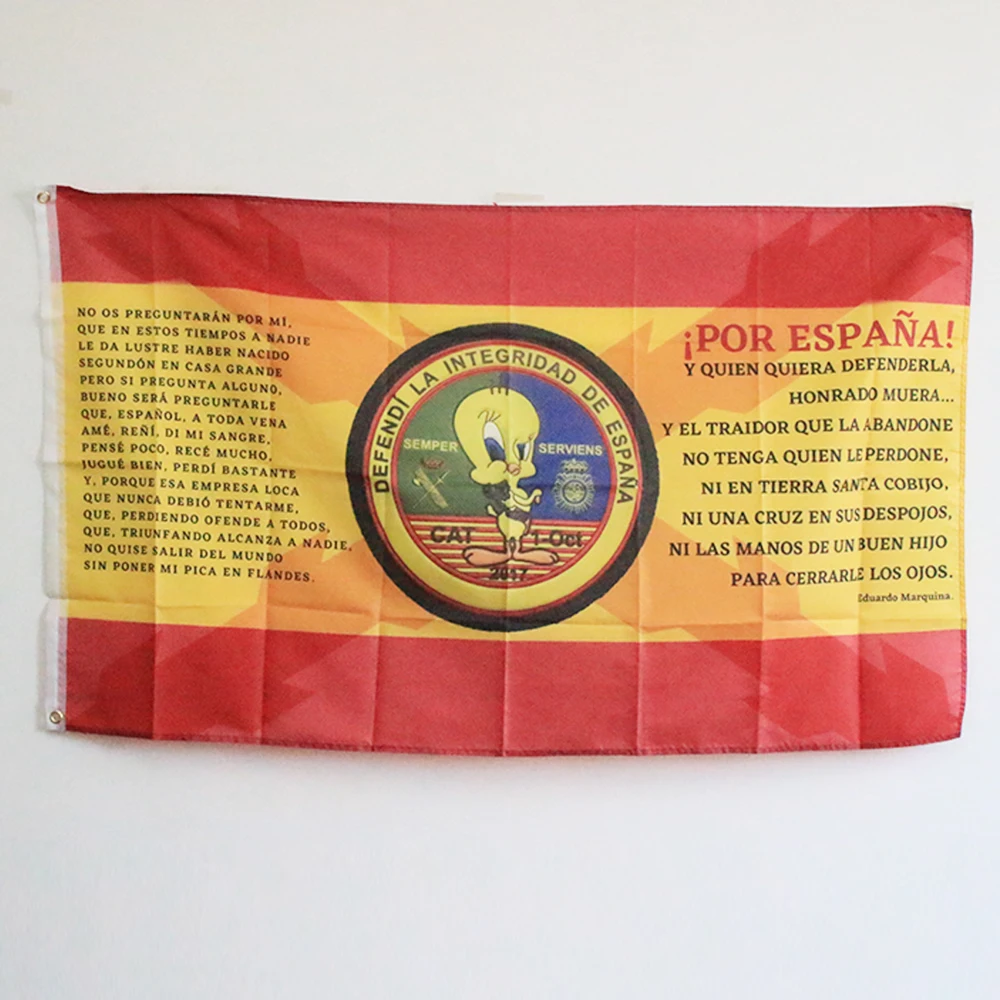 NO OS PREGUNTARÁN POR MÍ,
QUE EN ESTOS TIEMPOS A NADIE
LE DA LUSTRE HABER NACIDO
SEGUNDÓN EN CASA GRANDE
PERO SI PREGUNTA ALGUNO,
BUENO SERÁ PREGUNTARLE
QUE, ESPAÑOL, A TODA VENA
AMÉ, REÑÍ, DI MI SANGRE,
PENSÉ POCO, RECÉ MUCHO,
JUGUÉ BIEN, PERDÍ BASTANTE
Y, PORQUE ESA EMPRESA LOCA
QUE NUNCA DEBIÓ TENTARME,
QUE, PERDIENDO OFENDE A TODOS,
QUE, TRIUNFANDO ALCANZA A NADIE,
NO QUISE SALIR DEL MUNDO
SIN PONER MI PICA EN FLANDES.
DEFENDÍ LA INTEGRIDAD DE ESPAÑA
SEMPER SERVIENS
CAT 1-Oct
2017
¡POR ESPAÑA!
Y QUIEN QUIERA DEFENDERLA,
HONRADO MUERA...
Y EL TRAIDOR QUE LA ABANDONE
NO TENGA QUIEN LE PERDONE,
NI EN TIERRA SANTA COBIJO,
NI UNA CRUZ EN SUS DESPOJOS,
NI LAS MANOS DE UN BUEN HIJO
PARA CERRARLE LOS OJOS.
Eduardo Marquina.